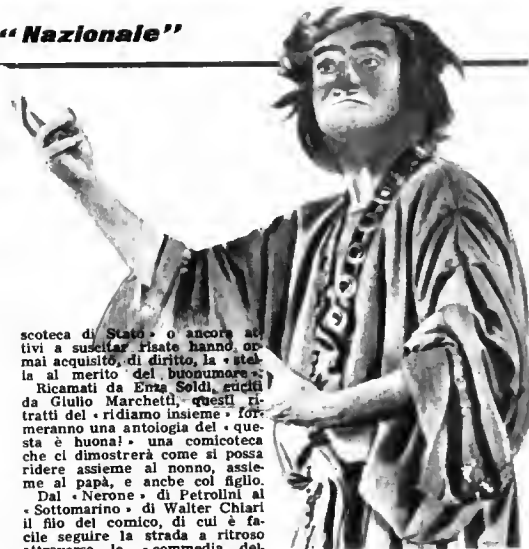 “Nazionale”
scoteca di Stato » o ancora at-
tivi a suscitar risate hanno or-
mai acquisito, di diritto, la « stel-
la al merito del buonumore ».
Ricamati da Enza Soldi, cuciti
da Giulio Marchetti, questi ri-
tratti del « ridiamo insieme » for-
meranno una antologia del « que-
sta è buona! » una comicoteca
che ci dimostrerà come si possa
ridere assieme al nonno, assie-
me al papà, e anche col figlio.
Dal « Nerone » di Petrolini al
« Sottomarino » di Walter Chiari
il filo del comico, di cui è fa-
cile seguire la strada a ritroso